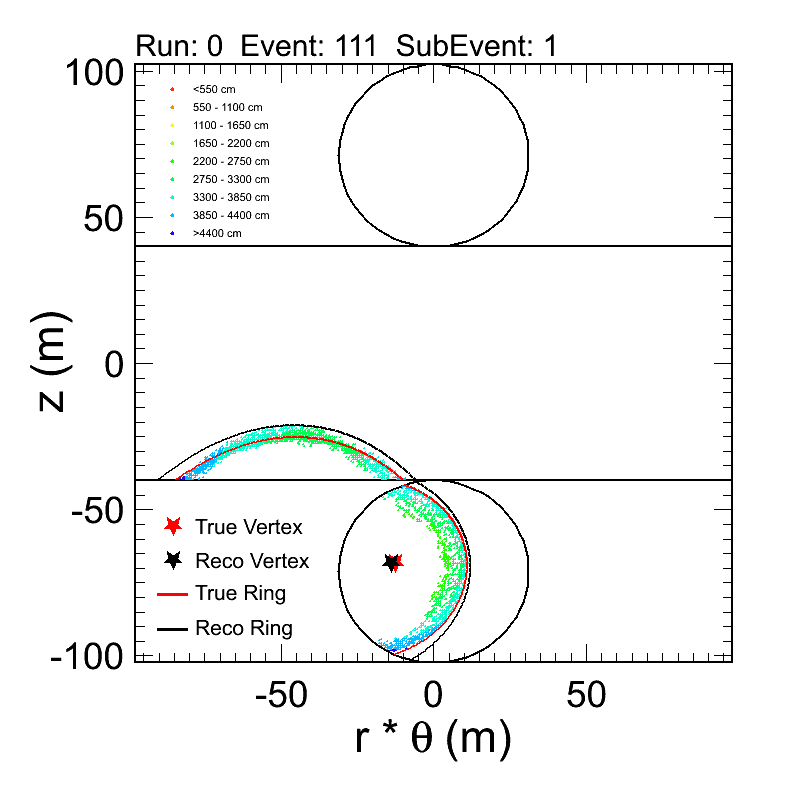 Run: 0 Event: 111 SubEvent: 1
100
<550 cm
550 - 1100 cm
1100 - 1650 cm
1650 - 2200 cm
2200 - 2750 cm
2750 - 3300 cm
3300 - 3850 cm
3850 - 4400 cm
>4400 cm
50
z (m)
0
-50
True Vertex
Reco Vertex
True Ring
Reco Ring
-100
-50 0 50
r * θ (m)